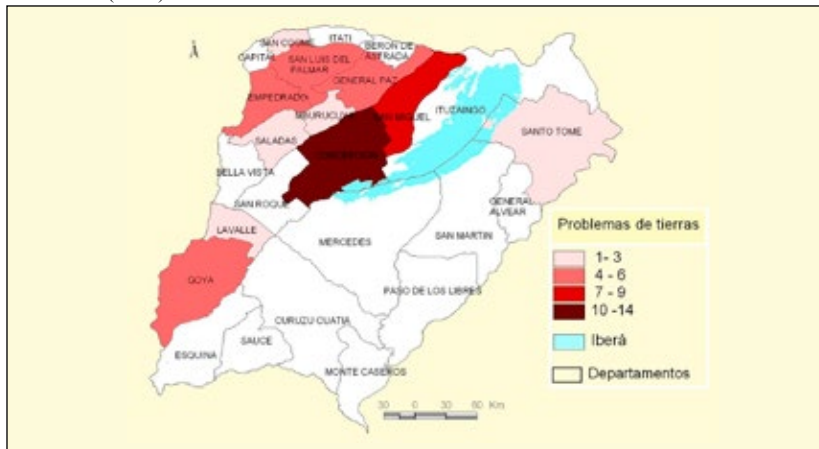 SAN COSME
ITATI
CAPITAL
BERON DE
ASTRADA
SAN LUIS DEL
PALMAR
GENERAL PAZ
EMPEDRADO
MBURUCUYA
SAN MIGUEL
ITUZAINGO
SALADAS
CONCEPCION
SANTO TOME
BELLA VISTA
SAN ROQUE
GENERAL
ALVEAR
LAVALLE
MERCEDES
SAN MARTIN
GOYA
PASO DE LOS LIBRES
CURUZU CUATIA
ESQUINA
SAUCE
MONTE CASEROS
Problemas de tierras
1- 3
4 - 6
7 - 9
10 -14
Iberá
Departamentos
30 0 30 60 Km